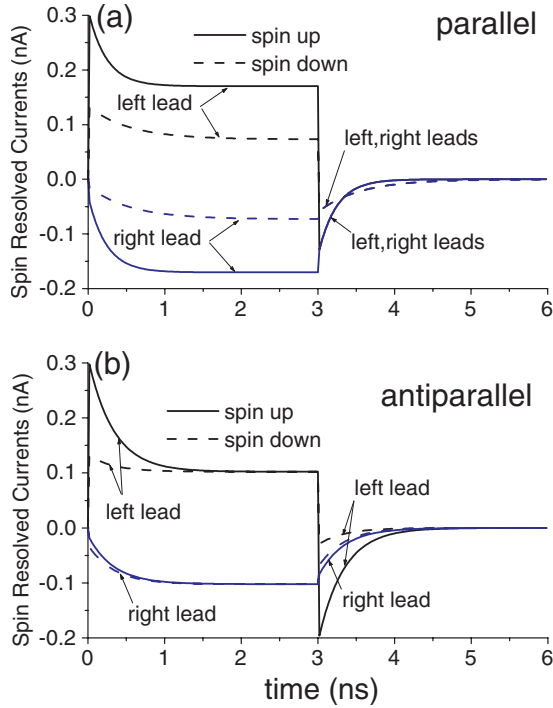 (a)
parallel
spin up
spin down
left lead
left,right leads
right lead
left,right leads
Spin Resolved Currents (nA)
0.3
0.2
0.1
0.0
-0.1
-0.2
0 1 2 3 4 5 6
(b)
antiparallel
spin up
spin down
left lead
left lead
right lead
right lead
Spin Resolved Currents (nA)
0.3
0.2
0.1
0.0
-0.1
-0.2
0 1 2 3 4 5 6
time (ns)